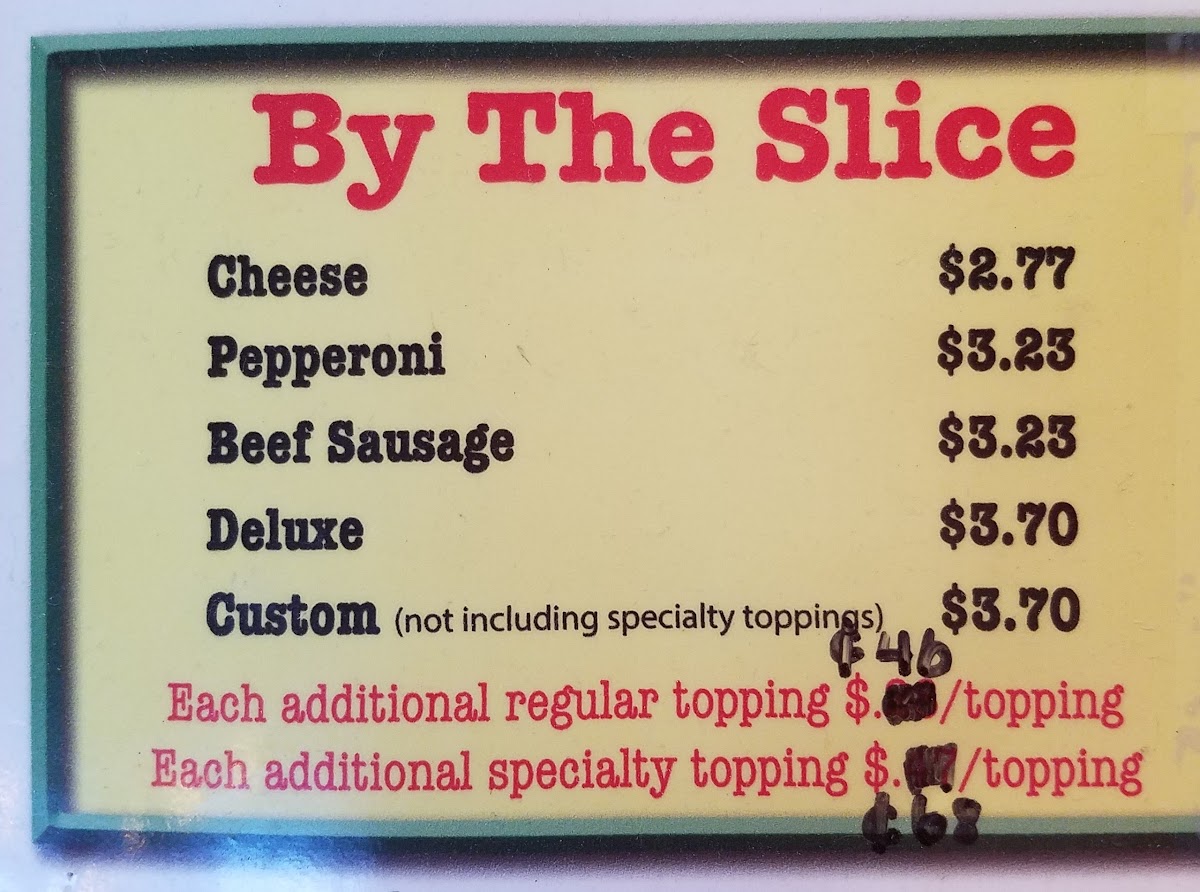 By The Slice
Cheese $2.77
Pepperoni $3.23
Beef Sausage $3.23
Deluxe $3.70
Custom (not including specialty toppings) $3.70
¢46
Each additional regular topping $. /topping
Each additional specialty topping $. /topping
¢68